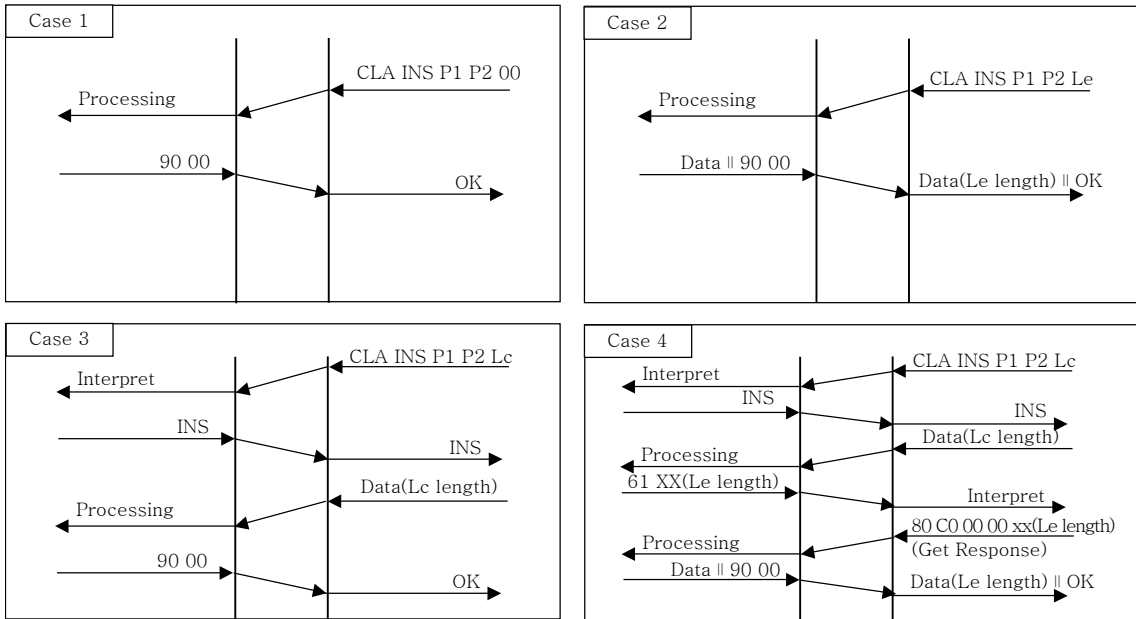 Case 1
CLA INS P1 P2 00
Processing
90 00
OK
Case 2
CLA INS P1 P2 Le
Processing
Data || 90 00
Data(Le length) || OK
Case 3
CLA INS P1 P2 Lc
Interpret
INS
INS
Data(Lc length)
Processing
90 00
OK
Case 4
CLA INS P1 P2 Lc
Interpret
INS
INS
Data(Lc length)
Processing
61 XX(Le length)
Interpret
80 C0 00 00 xx(Le length)
(Get Response)
Processing
Data || 90 00
Data(Le length) || OK